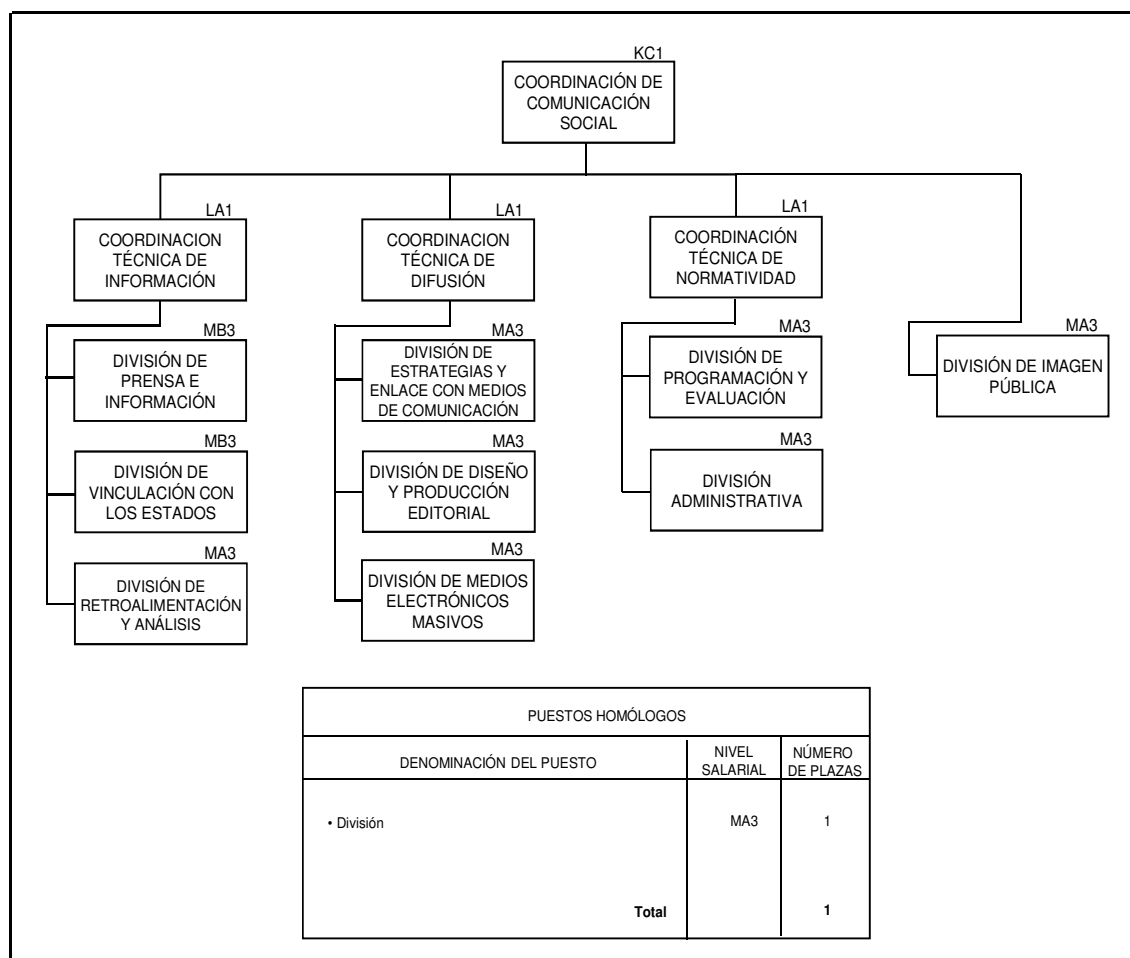 KC1
COORDINACIÓN DE
COMUNICACIÓN
SOCIAL
LA1
COORDINACION
TÉCNICA DE
INFORMACIÓN
LA1
COORDINACION
TÉCNICA DE
DIFUSIÓN
LA1
COORDINACIÓN
TÉCNICA DE
NORMATIVIDAD
MB3
DIVISIÓN DE
PRENSA E
INFORMACIÓN
MA3
DIVISIÓN DE
ESTRATEGIAS Y
ENLACE CON MEDIOS
DE COMUNICACIÓN
MA3
DIVISIÓN DE
PROGRAMACIÓN Y
EVALUACIÓN
MA3
DIVISIÓN DE IMAGEN
PÚBLICA
MB3
DIVISIÓN DE
VINCULACIÓN CON
LOS ESTADOS
MA3
DIVISIÓN DE DISEÑO
Y PRODUCCIÓN
EDITORIAL
MA3
DIVISIÓN
ADMINISTRATIVA
MA3
DIVISIÓN DE
RETROALIMENTACIÓN
Y ANÁLISIS
MA3
DIVISIÓN DE MEDIOS
ELECTRÓNICOS
MASIVOS
PUESTOS HOMÓLOGOS
DENOMINACIÓN DEL PUESTO
NIVEL
SALARIAL
NÚMERO
DE PLAZAS
• División MA3 1
Total 1